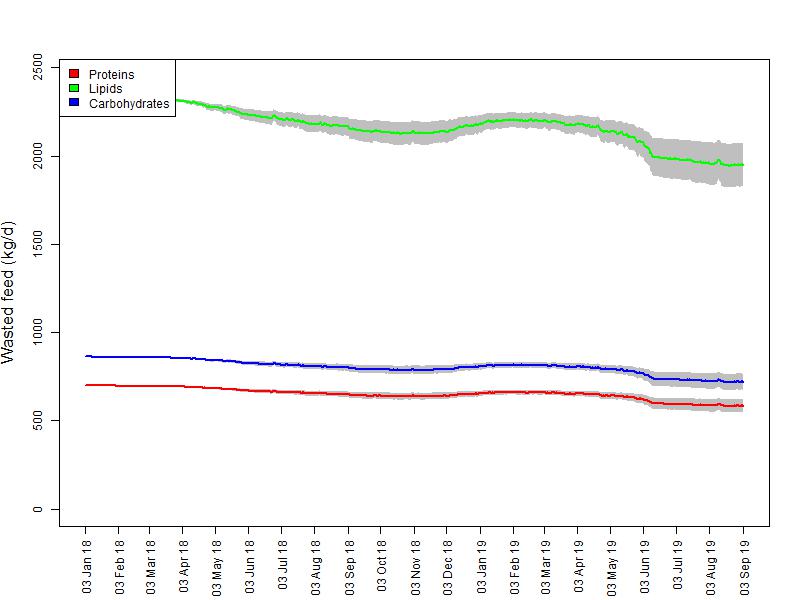 Proteins
Lipids
Carbohydrates
Wasted feed (kg/d)
2500
2000
1500
1000
500
0
03 Jan 18
03 Feb 18
03 Mar 18
03 Apr 18
03 May 18
03 Jun 18
03 Jul 18
03 Aug 18
03 Sep 18
03 Oct 18
03 Nov 18
03 Dec 18
03 Jan 19
03 Feb 19
03 Mar 19
03 Apr 19
03 May 19
03 Jun 19
03 Jul 19
03 Aug 19
03 Sep 19